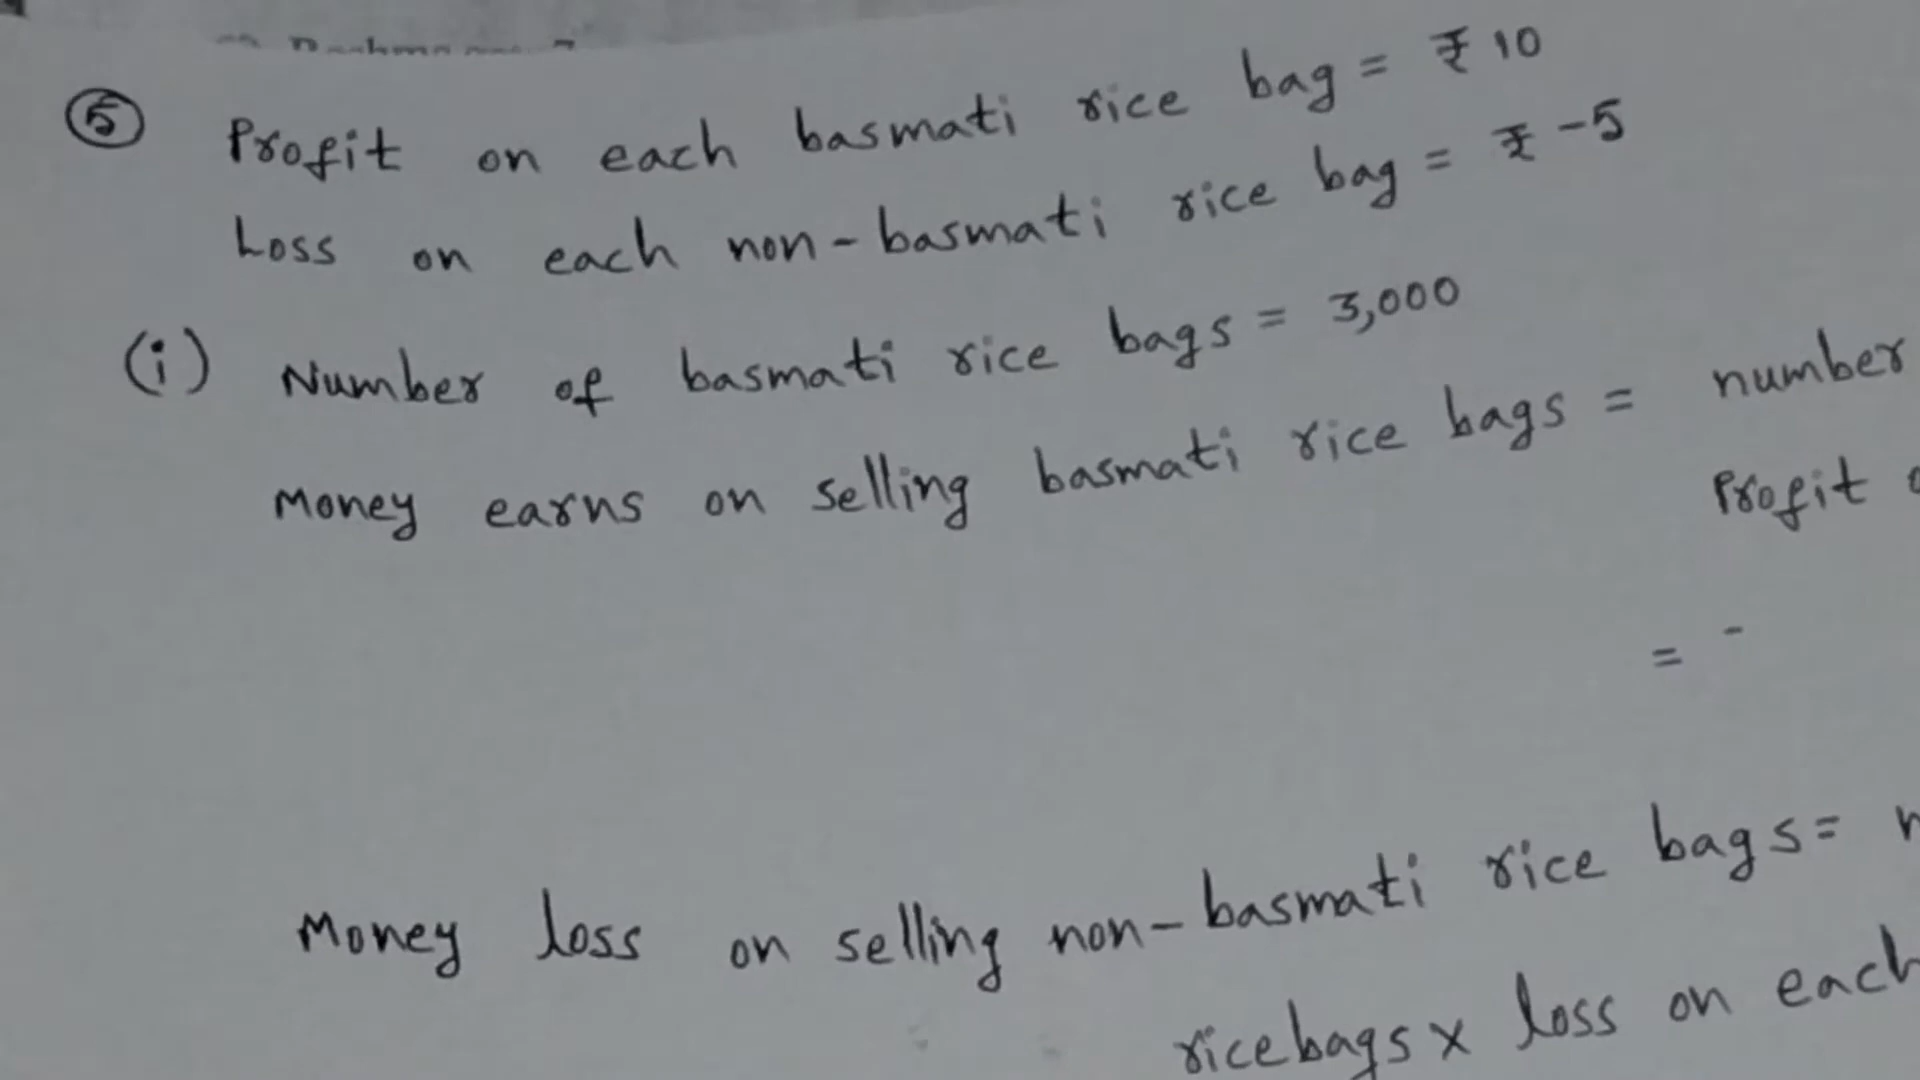 5 Profit on each basmati rice bag = ₹ 10
Loss on each non-basmati rice bag = ₹ -5
(i) Number of basmati rice bags = 3,000
Money earns on selling basmati rice bags = number
Profit
= -
Money loss on selling non-basmati rice bags =
ricebags x loss on each